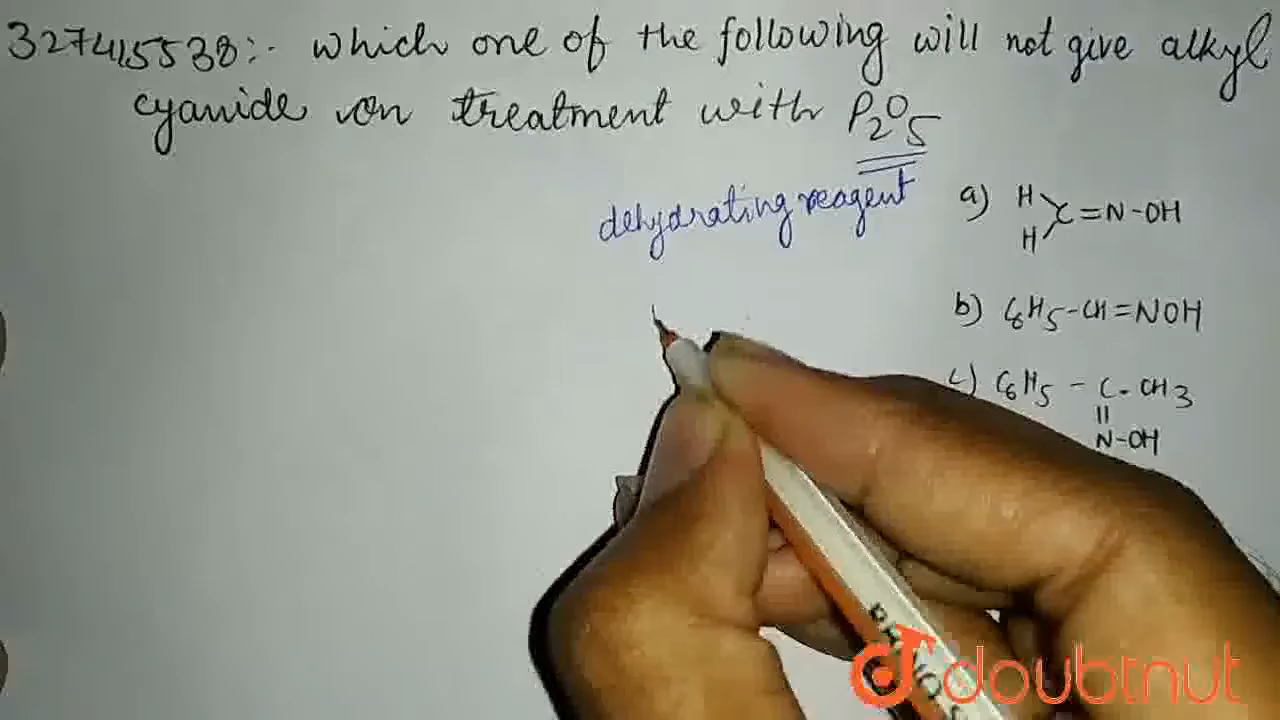 327415538:- which one of the following will not give alkyl
cyanide on treatment with P2O5
dehydrating reagent
a) H
H
C=N-OH
b) C6H5-CH=NOH
c) C6H5 - C-CH3
||
N-OH
doubtnut